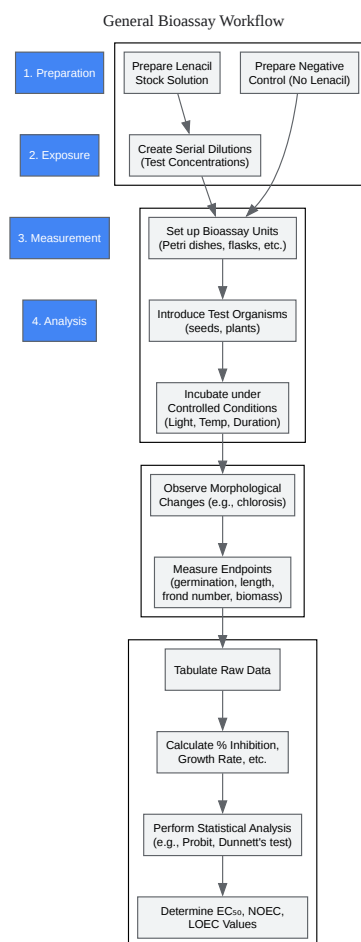 General Bioassay Workflow
1. Preparation
Prepare Lenacil
Stock Solution
Prepare Negative
Control (No Lenacil)
2. Exposure
Create Serial Dilutions
(Test Concentrations)
3. Measurement
Set up Bioassay Units
(Petri dishes, flasks, etc.)
4. Analysis
Introduce Test Organisms
(seeds, plants)
Incubate under
Controlled Conditions
(Light, Temp, Duration)
Observe Morphological
Changes (e.g., chlorosis)
Measure Endpoints
(germination, length,
frond number, biomass)
Tabulate Raw Data
Calculate % Inhibition,
Growth Rate, etc.
Perform Statistical Analysis
(e.g., Probit, Dunnett's test)
Determine EC₅₀, NOEC,
LOEC Values